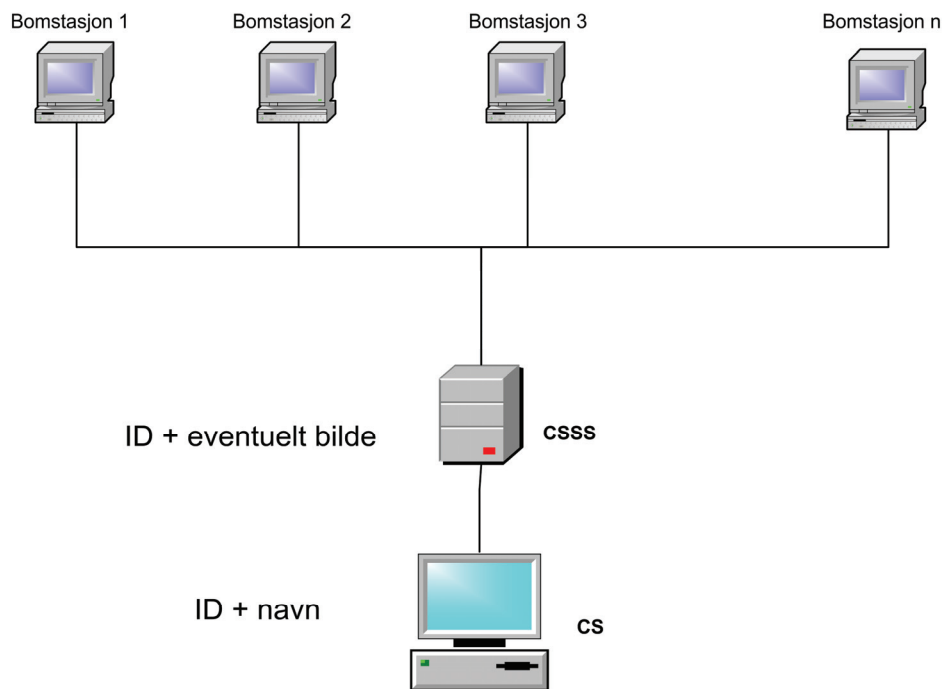 Bomstasjon 1
Bomstasjon 2
Bomstasjon 3
Bomstasjon n
ID + eventuelt bilde
CSSS
ID + navn
CS